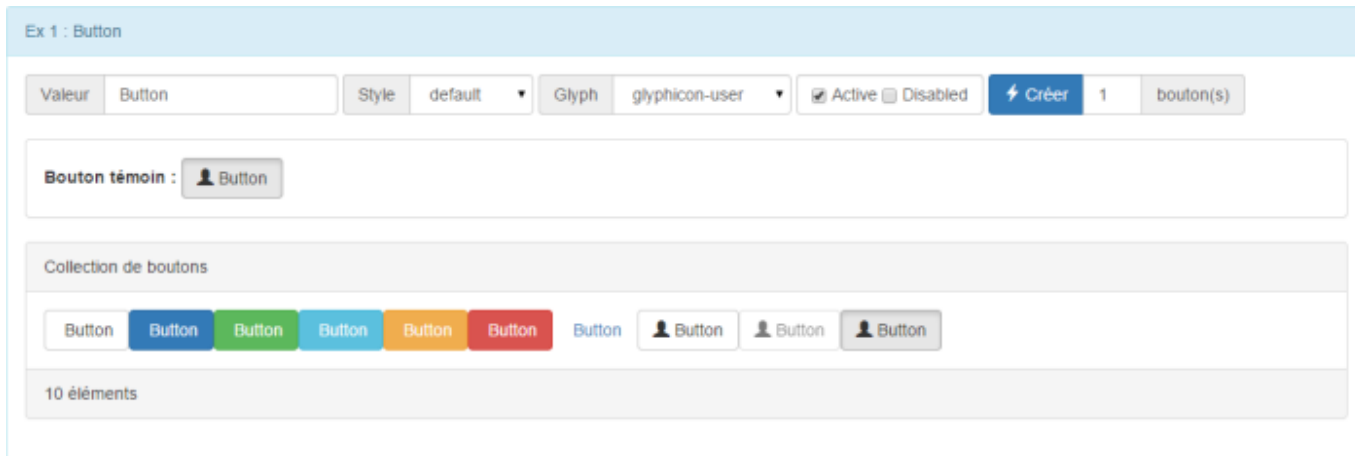 Ex 1 : Button
Valeur Button Style default Glyph glyphicon-user Active Disabled Créer 1 bouton(s)
Bouton témoin : Button
Collection de boutons
Button Button Button Button Button Button Button Button Button Button
10 éléments